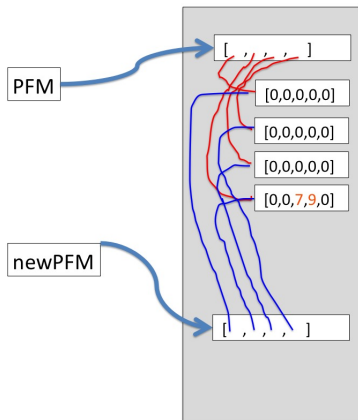 [ , , , , ]
PFM
[0,0,0,0,0]
[0,0,0,0,0]
[0,0,0,0,0]
[0,0,7,9,0]
newPFM
[ , , , , ]